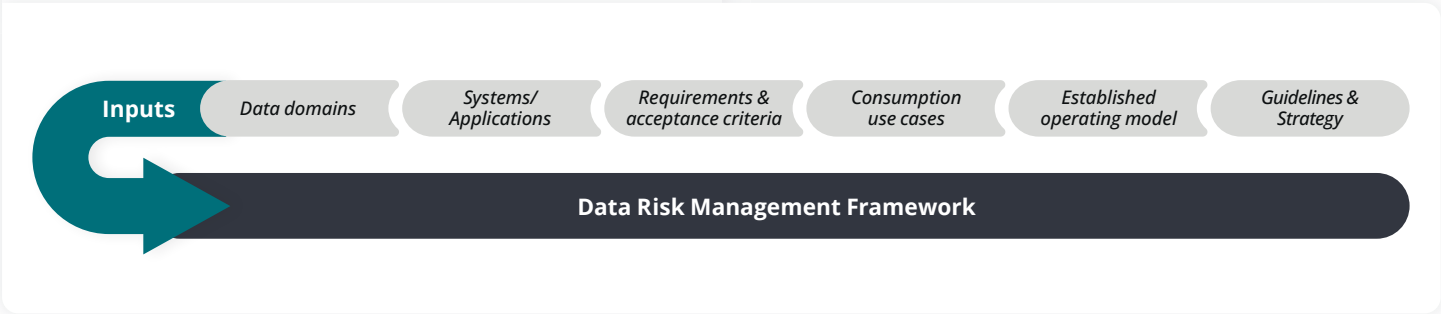 Inputs
Data domains
Systems/
Applications
Requirements &
acceptance criteria
Consumption
use cases
Established
operating model
Guidelines &
Strategy
Data Risk Management Framework